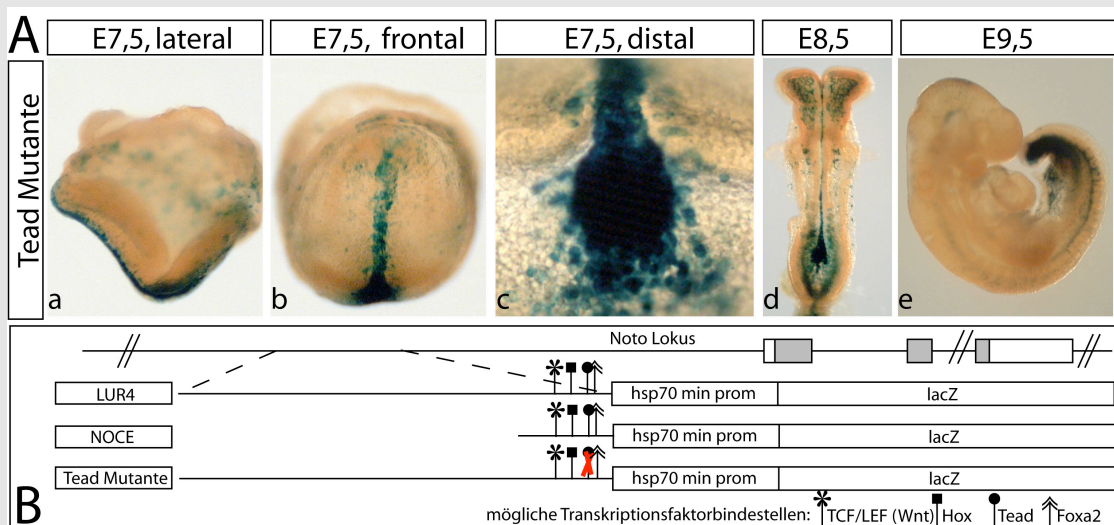 A
E7,5, lateral
E7,5, frontal
E7,5, distal
E8,5
E9,5
Tead Mutante
a
b
c
d
e
B
Noto Lokus
LUR4
hsp70 min prom
lacZ
NOCE
hsp70 min prom
lacZ
Tead Mutante
hsp70 min prom
lacZ
mögliche Transkriptionsfaktorbindestellen: TCF/LEF (Wnt) Hox Tead Foxa2